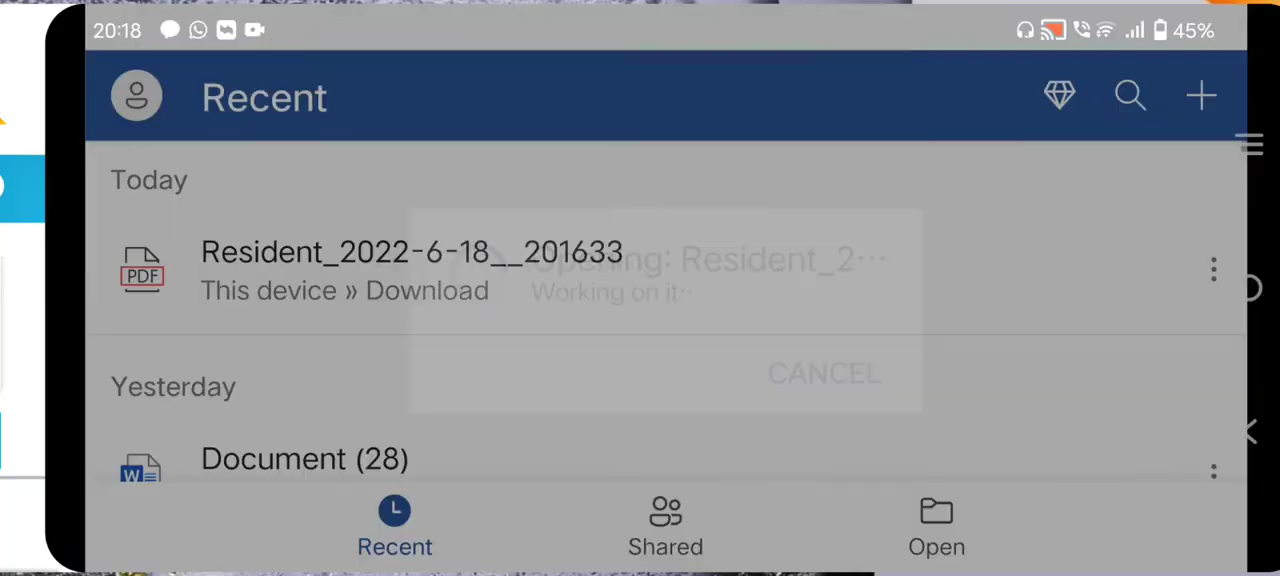 20:18 45%
Recent
Today
Resident_2022-6-18__201633
This device » Download
PDF
Opening: Resident_2···
Working on it··
CANCEL
Yesterday
Document (28)
W
Recent Shared Open